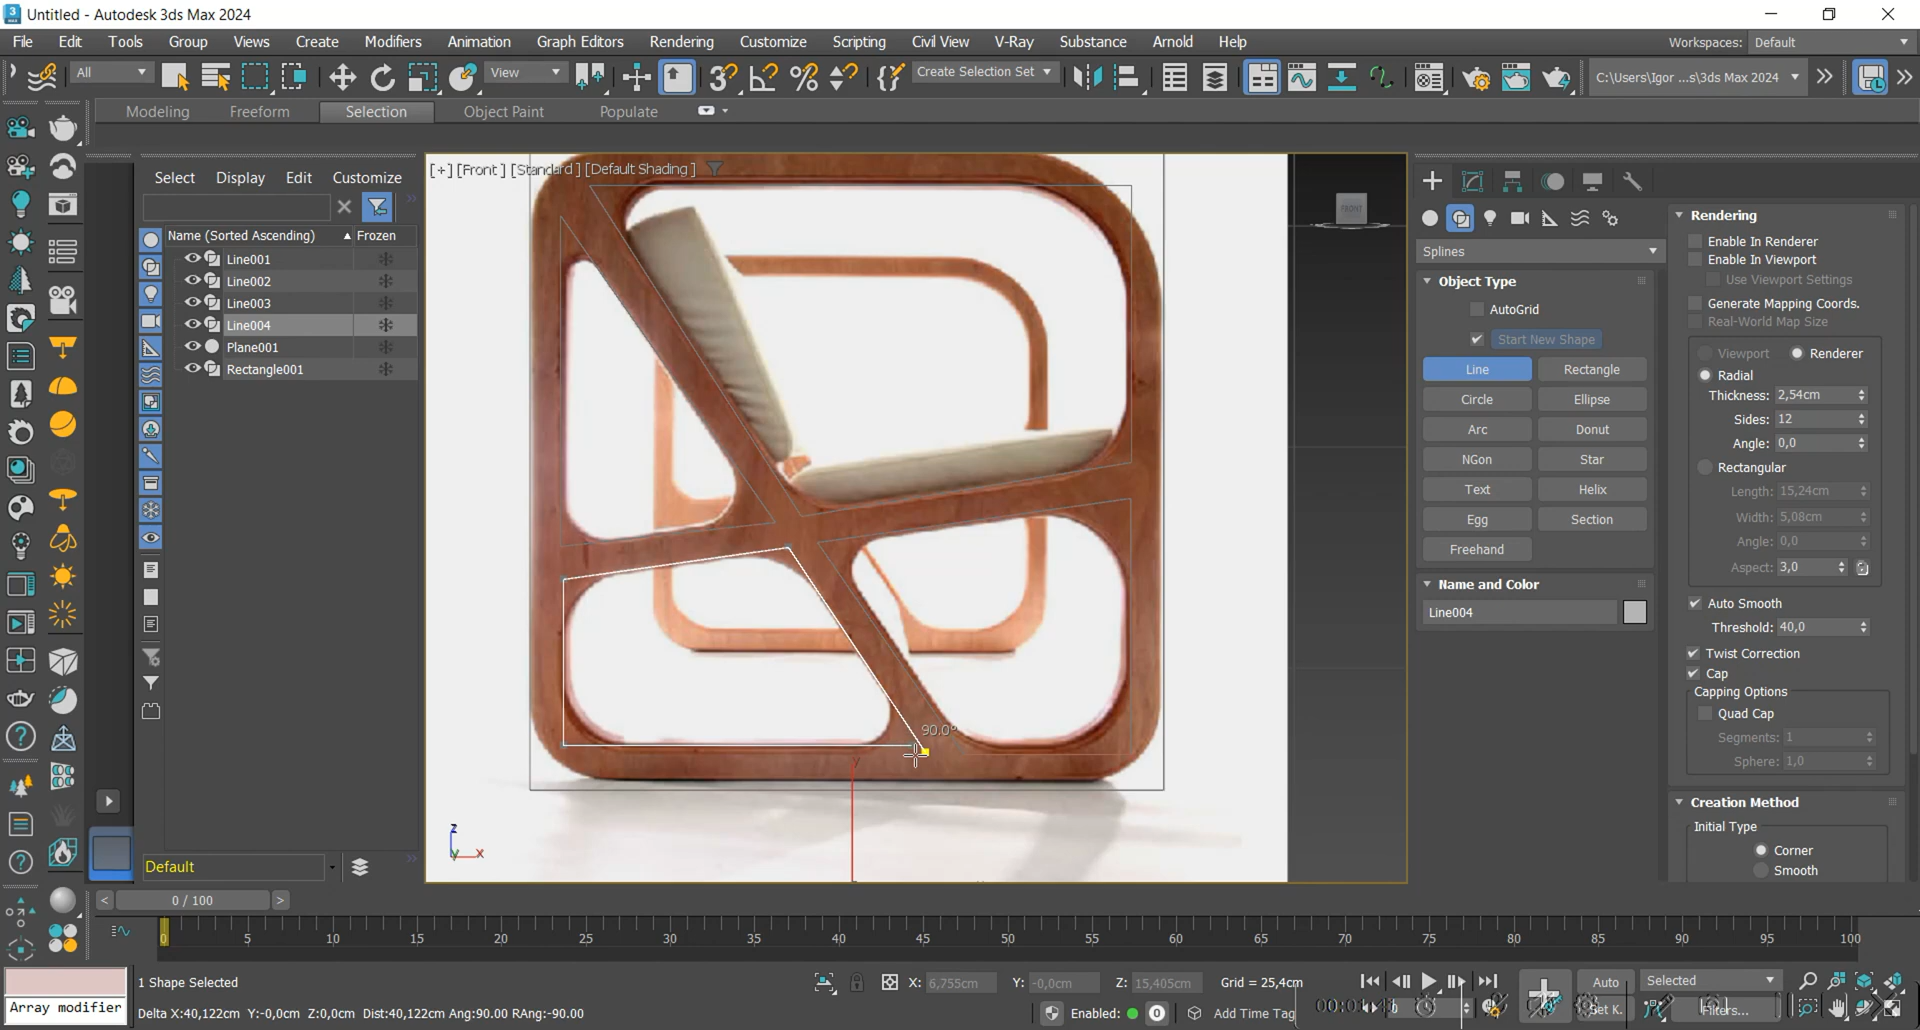 Untitled - Autodesk 3ds Max 2024
File Edit Tools Group Views Create Modifiers Animation Graph Editors Rendering Customize Scripting Civil View V-Ray Substance Arnold Help
Workspaces: Default
All
View
Create Selection Set
C:\Users\Igor ...s\3ds Max 2024
Modeling Freeform Selection Object Paint Populate
Select Display Edit Customize
Name (Sorted Ascending) Frozen
Line001
Line002
Line003
Line004
Plane001
Rectangle001
Default
[+] [Front ] [Standard ] [Default Shading ]
FRONT
90.0°
y
z
x
y
Splines
Object Type
AutoGrid
Start New Shape
Line Rectangle
Circle Ellipse
Arc Donut
NGon Star
Text Helix
Egg Section
Freehand
Name and Color
Line004
Rendering
Enable In Renderer
Enable In Viewport
Use Viewport Settings
Generate Mapping Coords.
Real-World Map Size
Viewport Renderer
Radial
Thickness: 2,54cm
Sides: 12
Angle: 0,0
Rectangular
Length: 15,24cm
Width: 5,08cm
Angle: 0,0
Aspect: 3,0
Auto Smooth
Threshold: 40,0
Twist Correction
Cap
Capping Options
Quad Cap
Segments: 1
Sphere: 1,0
Creation Method
Initial Type
Corner
Smooth
< 0 / 100 >
0 5 10 15 20 25 30 35 40 45 50 55 60 65 70 75 80 85 90 95 100
Array modifier
1 Shape Selected
X: 6,755cm Y: -0,0cm Z: 15,405cm Grid = 25,4cm
Auto Selected
Delta X:40,122cm Y:-0,0cm Z:0,0cm Dist:40,122cm Ang:90.00 RAng:-90.00
Enabled: 0 Add Time Tag
Set K. Filters...